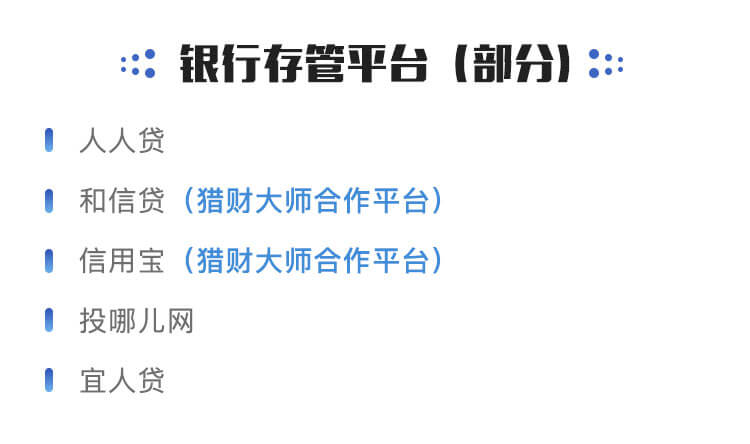 银行存管平台（部分）
人人贷
和信贷（猎财大师合作平台）
信用宝（猎财大师合作平台）
投哪儿网
宜人贷